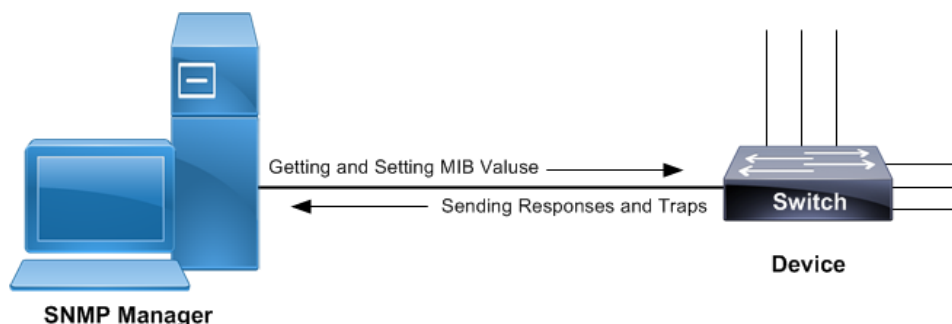 Getting and Setting MIB Valuse
Sending Responses and Traps
Switch
Device
SNMP Manager